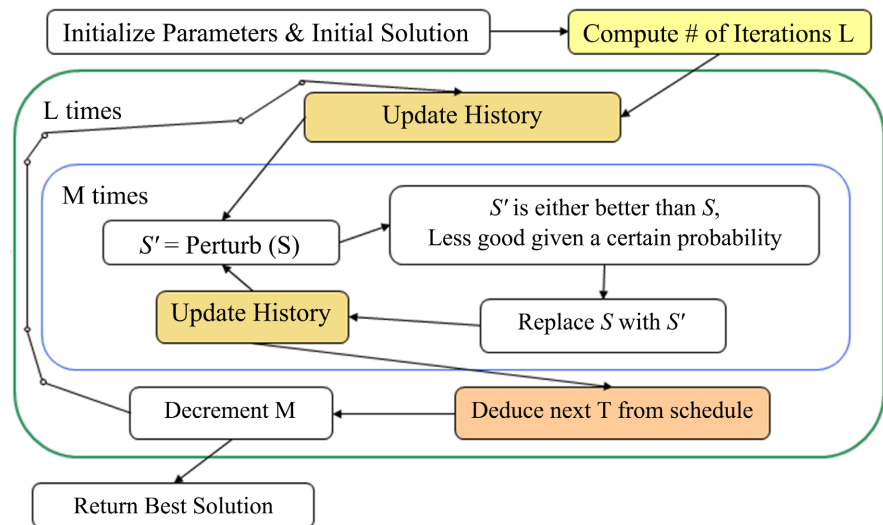 Initialize Parameters & Initial Solution
Compute # of Iterations L
L times
Update History
M times
S' = Perturb (S)
S' is either better than S,
Less good given a certain probability
Update History
Replace S with S'
Decrement M
Deduce next T from schedule
Return Best Solution